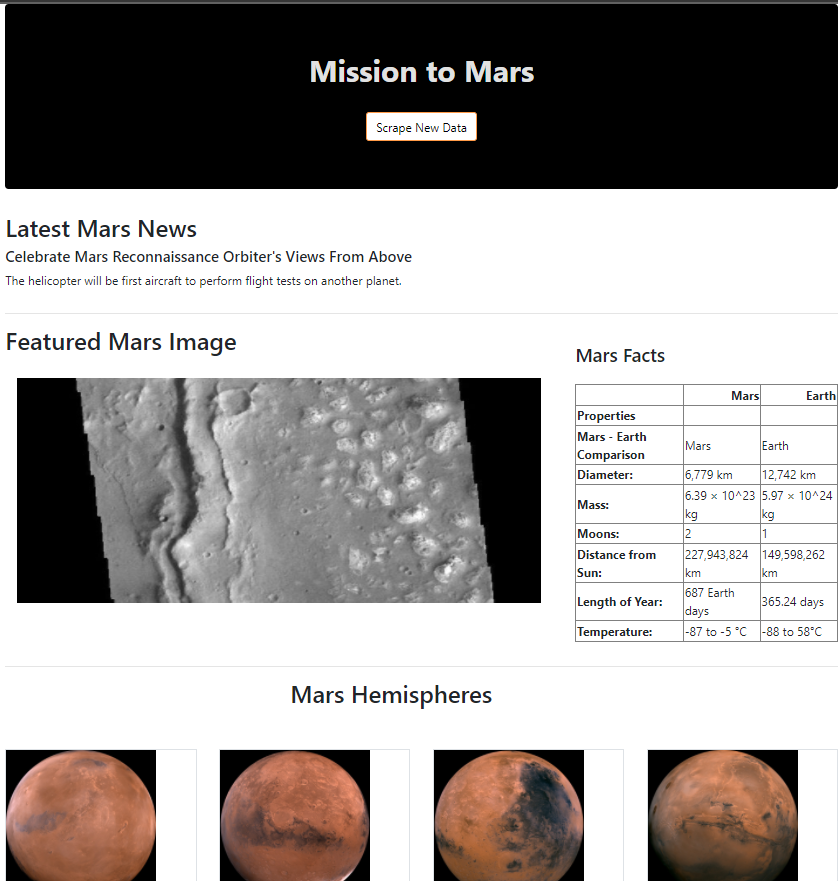 Mission to Mars
Scrape New Data
Latest Mars News
Celebrate Mars Reconnaissance Orbiter's Views From Above
The helicopter will be first aircraft to perform flight tests on another planet.
Featured Mars Image
Mars Facts
Mars Earth
Properties
Mars - Earth
Comparison
Mars Earth
Diameter: 6,779 km 12,742 km
Mass: 6.39 × 10^23
kg 5.97 × 10^24
kg
Moons: 2 1
Distance from
Sun: 227,943,824
km 149,598,262
km
Length of Year: 687 Earth
days 365.24 days
Temperature: -87 to -5 °C -88 to 58°C
Mars Hemispheres